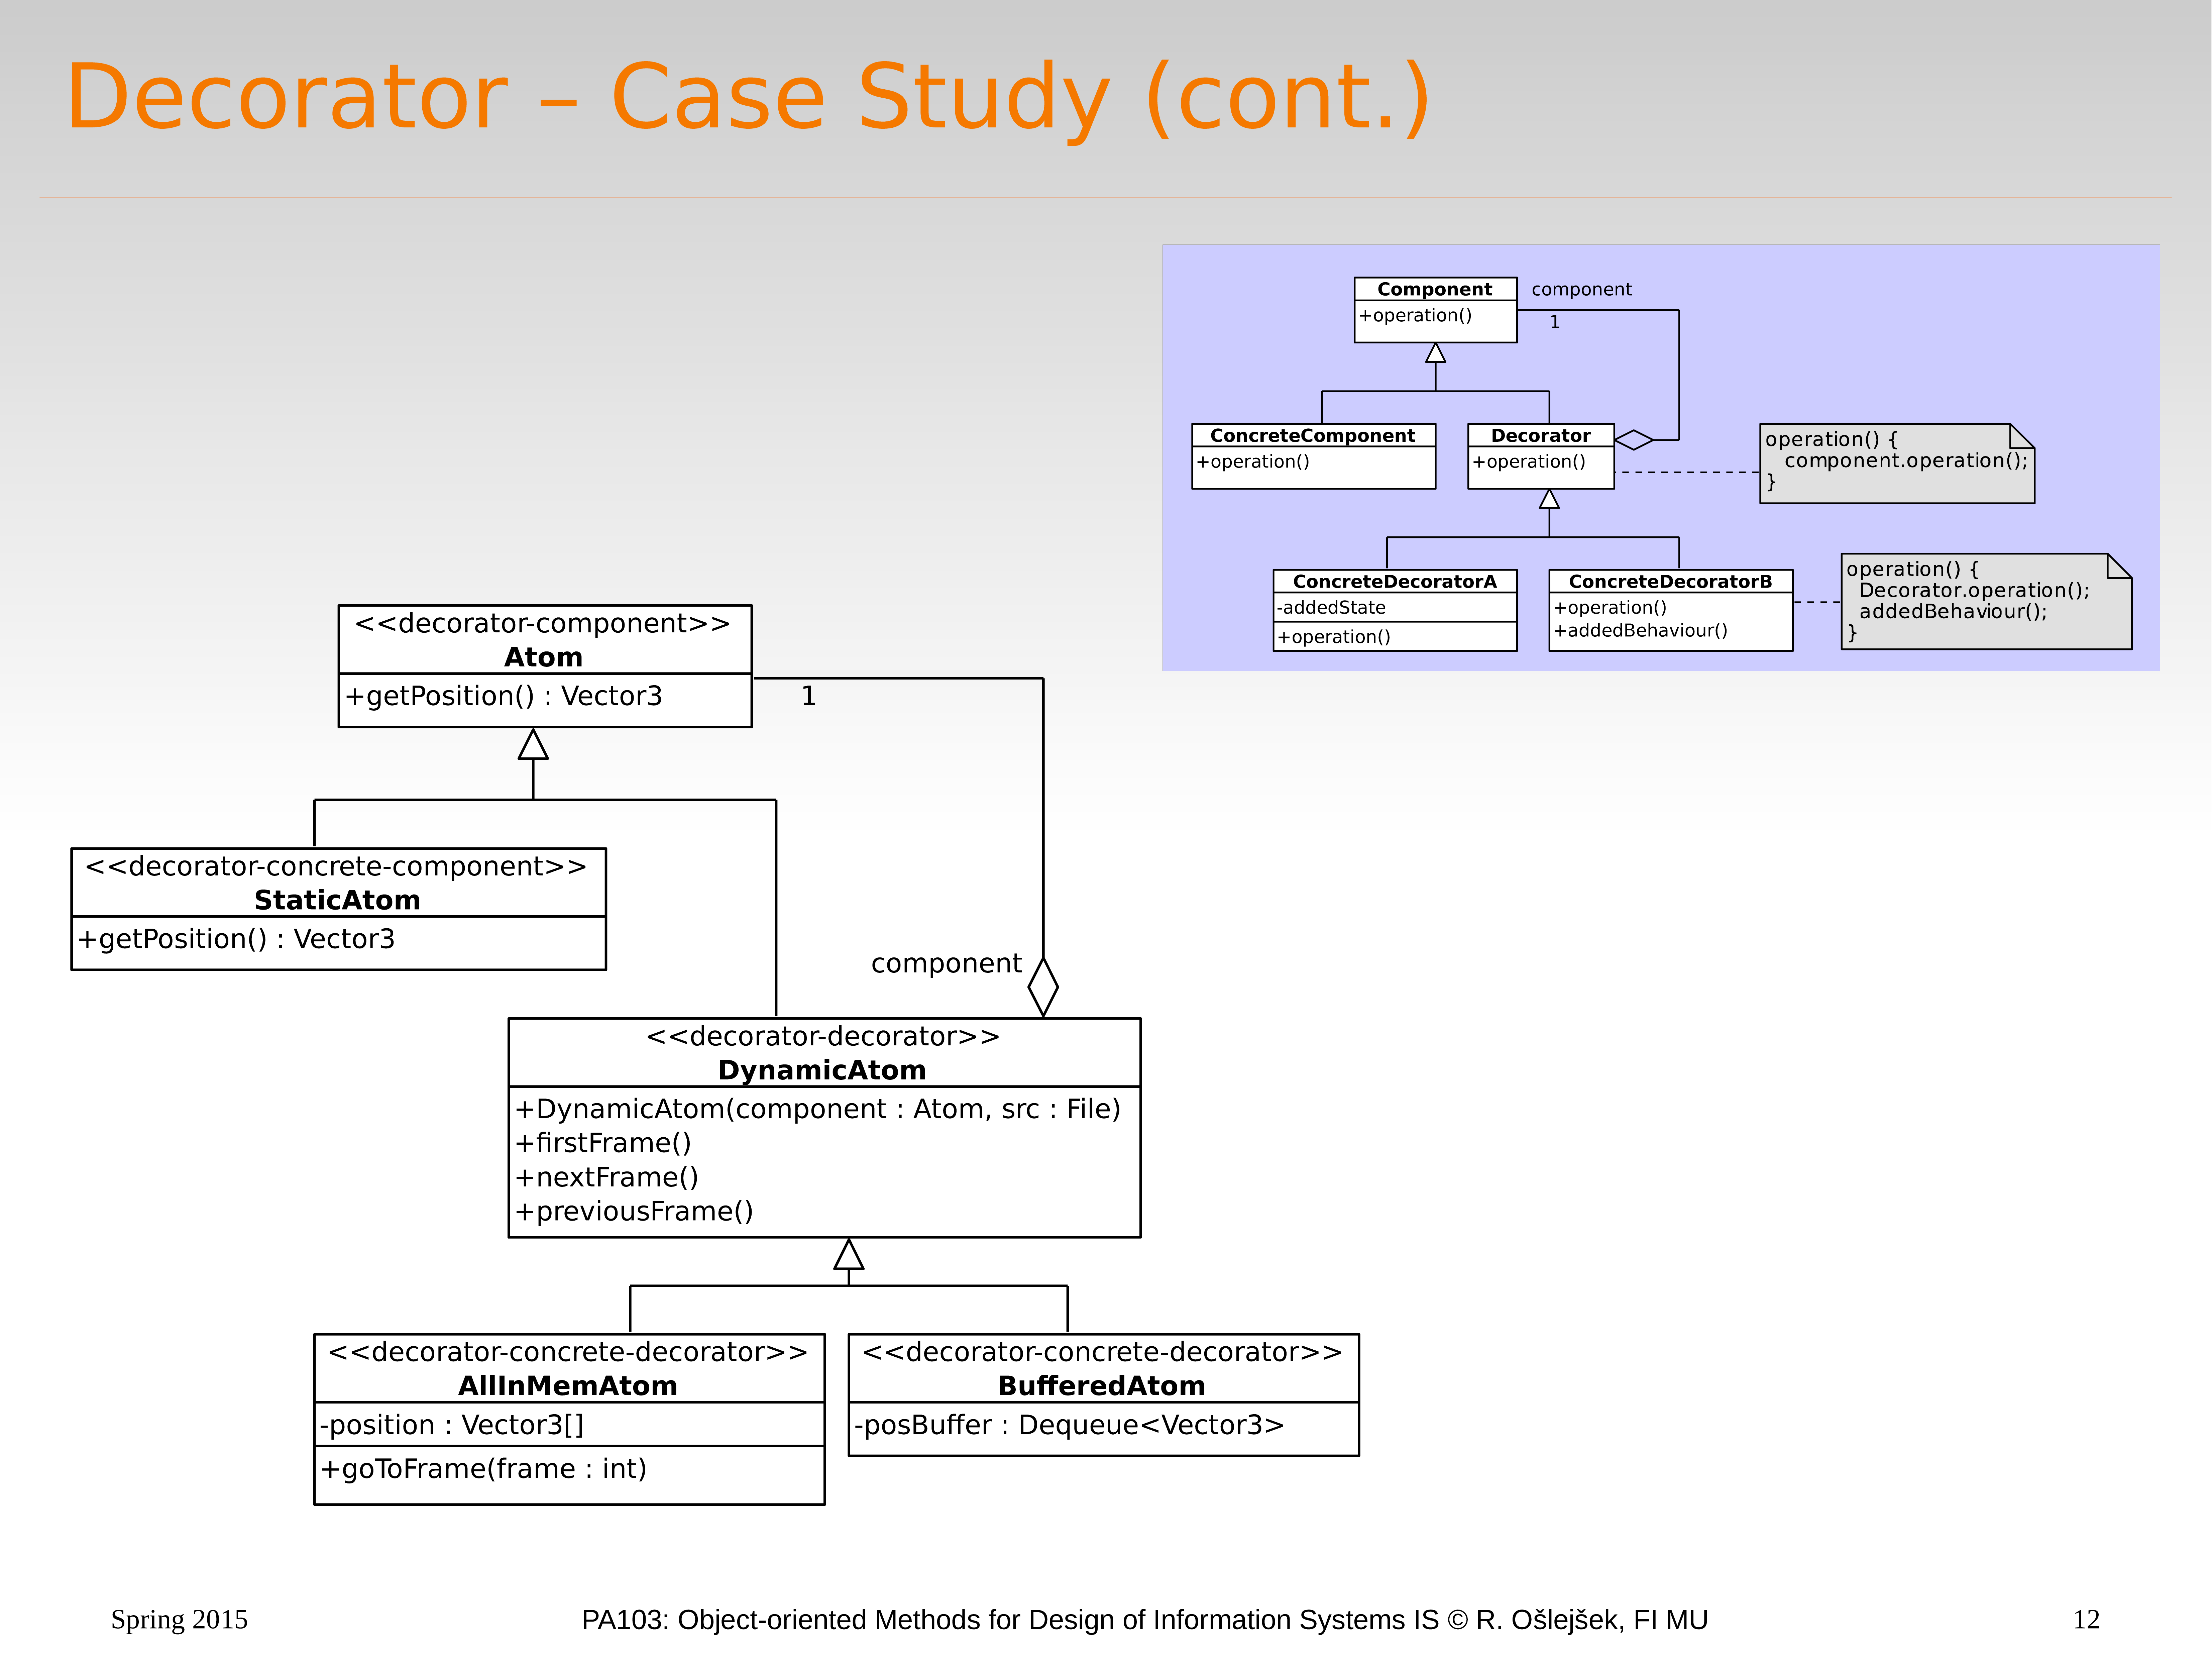 Decorator – Case Study (cont.)
Component
+operation()
component
1
ConcreteComponent
+operation()
Decorator
+operation()
operation() {
component.operation();
}
ConcreteDecoratorA
-addedState
+operation()
ConcreteDecoratorB
+operation()
+addedBehaviour()
operation() {
Decorator.operation();
addedBehaviour();
}
<<decorator-component>>
Atom
+getPosition() : Vector3
1
<<decorator-concrete-component>>
StaticAtom
+getPosition() : Vector3
component
<<decorator-decorator>>
DynamicAtom
+DynamicAtom(component : Atom, src : File)
+firstFrame()
+nextFrame()
+previousFrame()
<<decorator-concrete-decorator>>
AllInMemAtom
-position : Vector3[]
+goToFrame(frame : int)
<<decorator-concrete-decorator>>
BufferedAtom
-posBuffer : Dequeue<Vector3>
Spring 2015
PA103: Object-oriented Methods for Design of Information Systems IS © R. Ošlejšek, FI MU
12